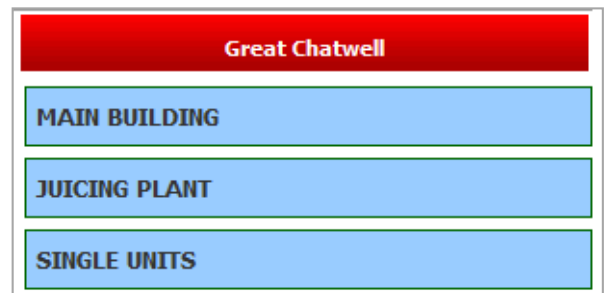 Great Chatwell
MAIN BUILDING
JUICING PLANT
SINGLE UNITS